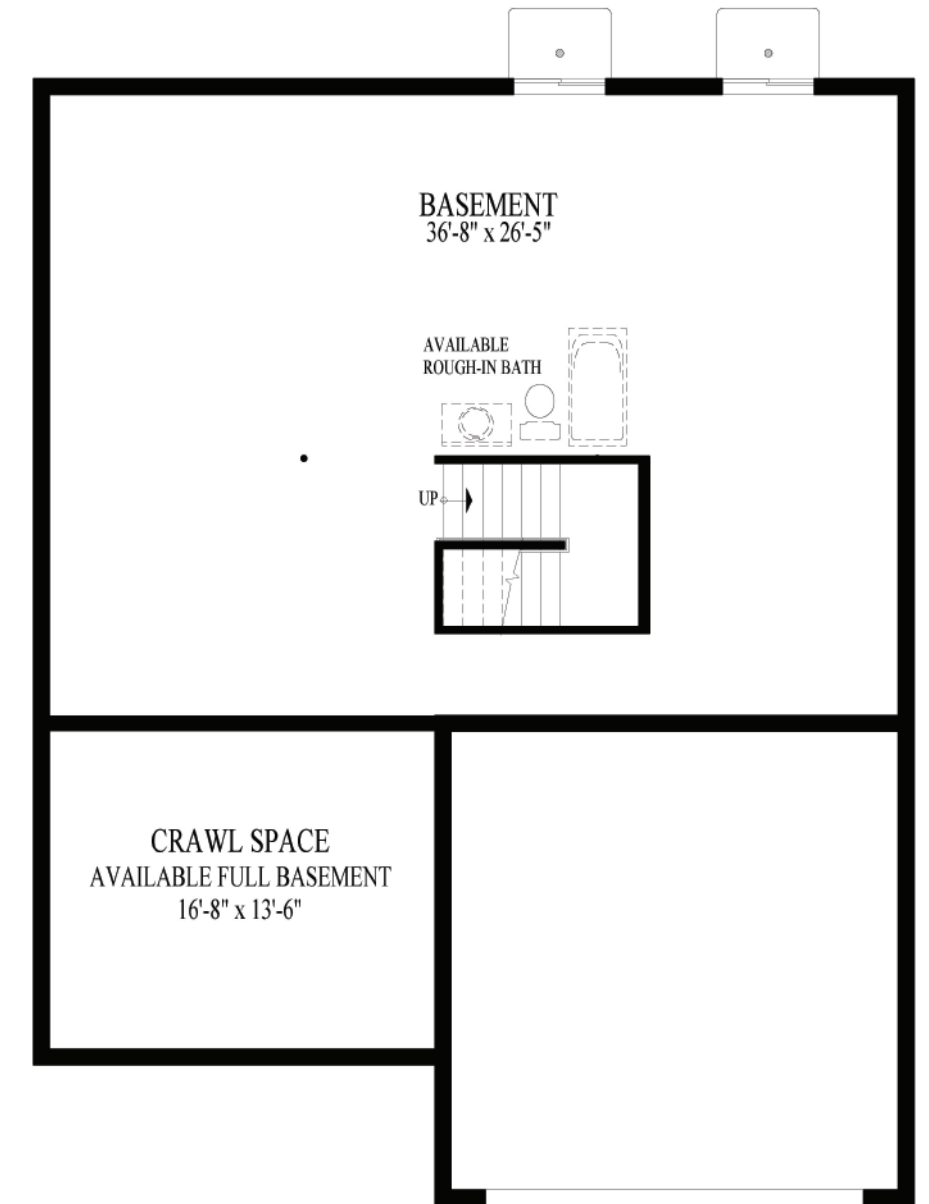 BASEMENT
36'-8" x 26'-5"
AVAILABLE
ROUGH-IN BATH
UP
CRAWL SPACE
AVAILABLE FULL BASEMENT
16'-8" x 13'-6"